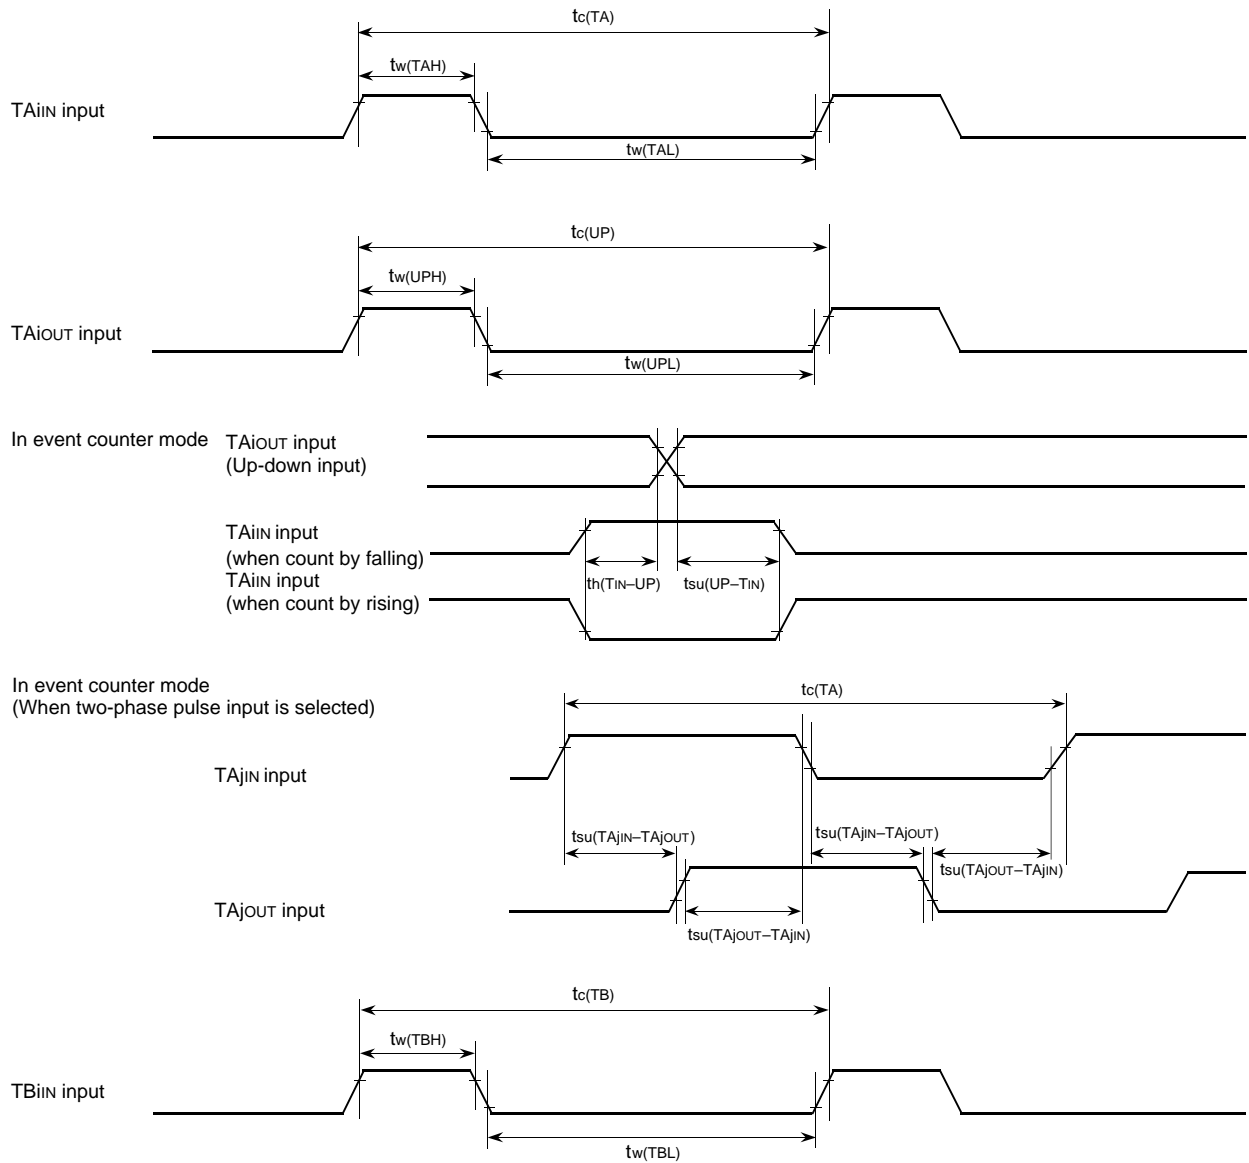 tc(TA)
tw(TAH)
TAiIN input
tw(TAL)
tc(UP)
tw(UPH)
TAiOUT input
tw(UPL)
In event counter mode
TAiOUT input
(Up-down input)
TAiIN input
(when count by falling)
th(TIN–UP)
tsu(UP–TIN)
TAiIN input
(when count by rising)
In event counter mode
(When two-phase pulse input is selected)
tc(TA)
TAjIN input
tsu(TAjIN–TAjOUT)
tsu(TAjIN–TAjOUT)
tsu(TAjOUT–TAjIN)
TAjOUT input
tsu(TAjOUT–TAjIN)
tc(TB)
tw(TBH)
TBiIN input
tw(TBL)